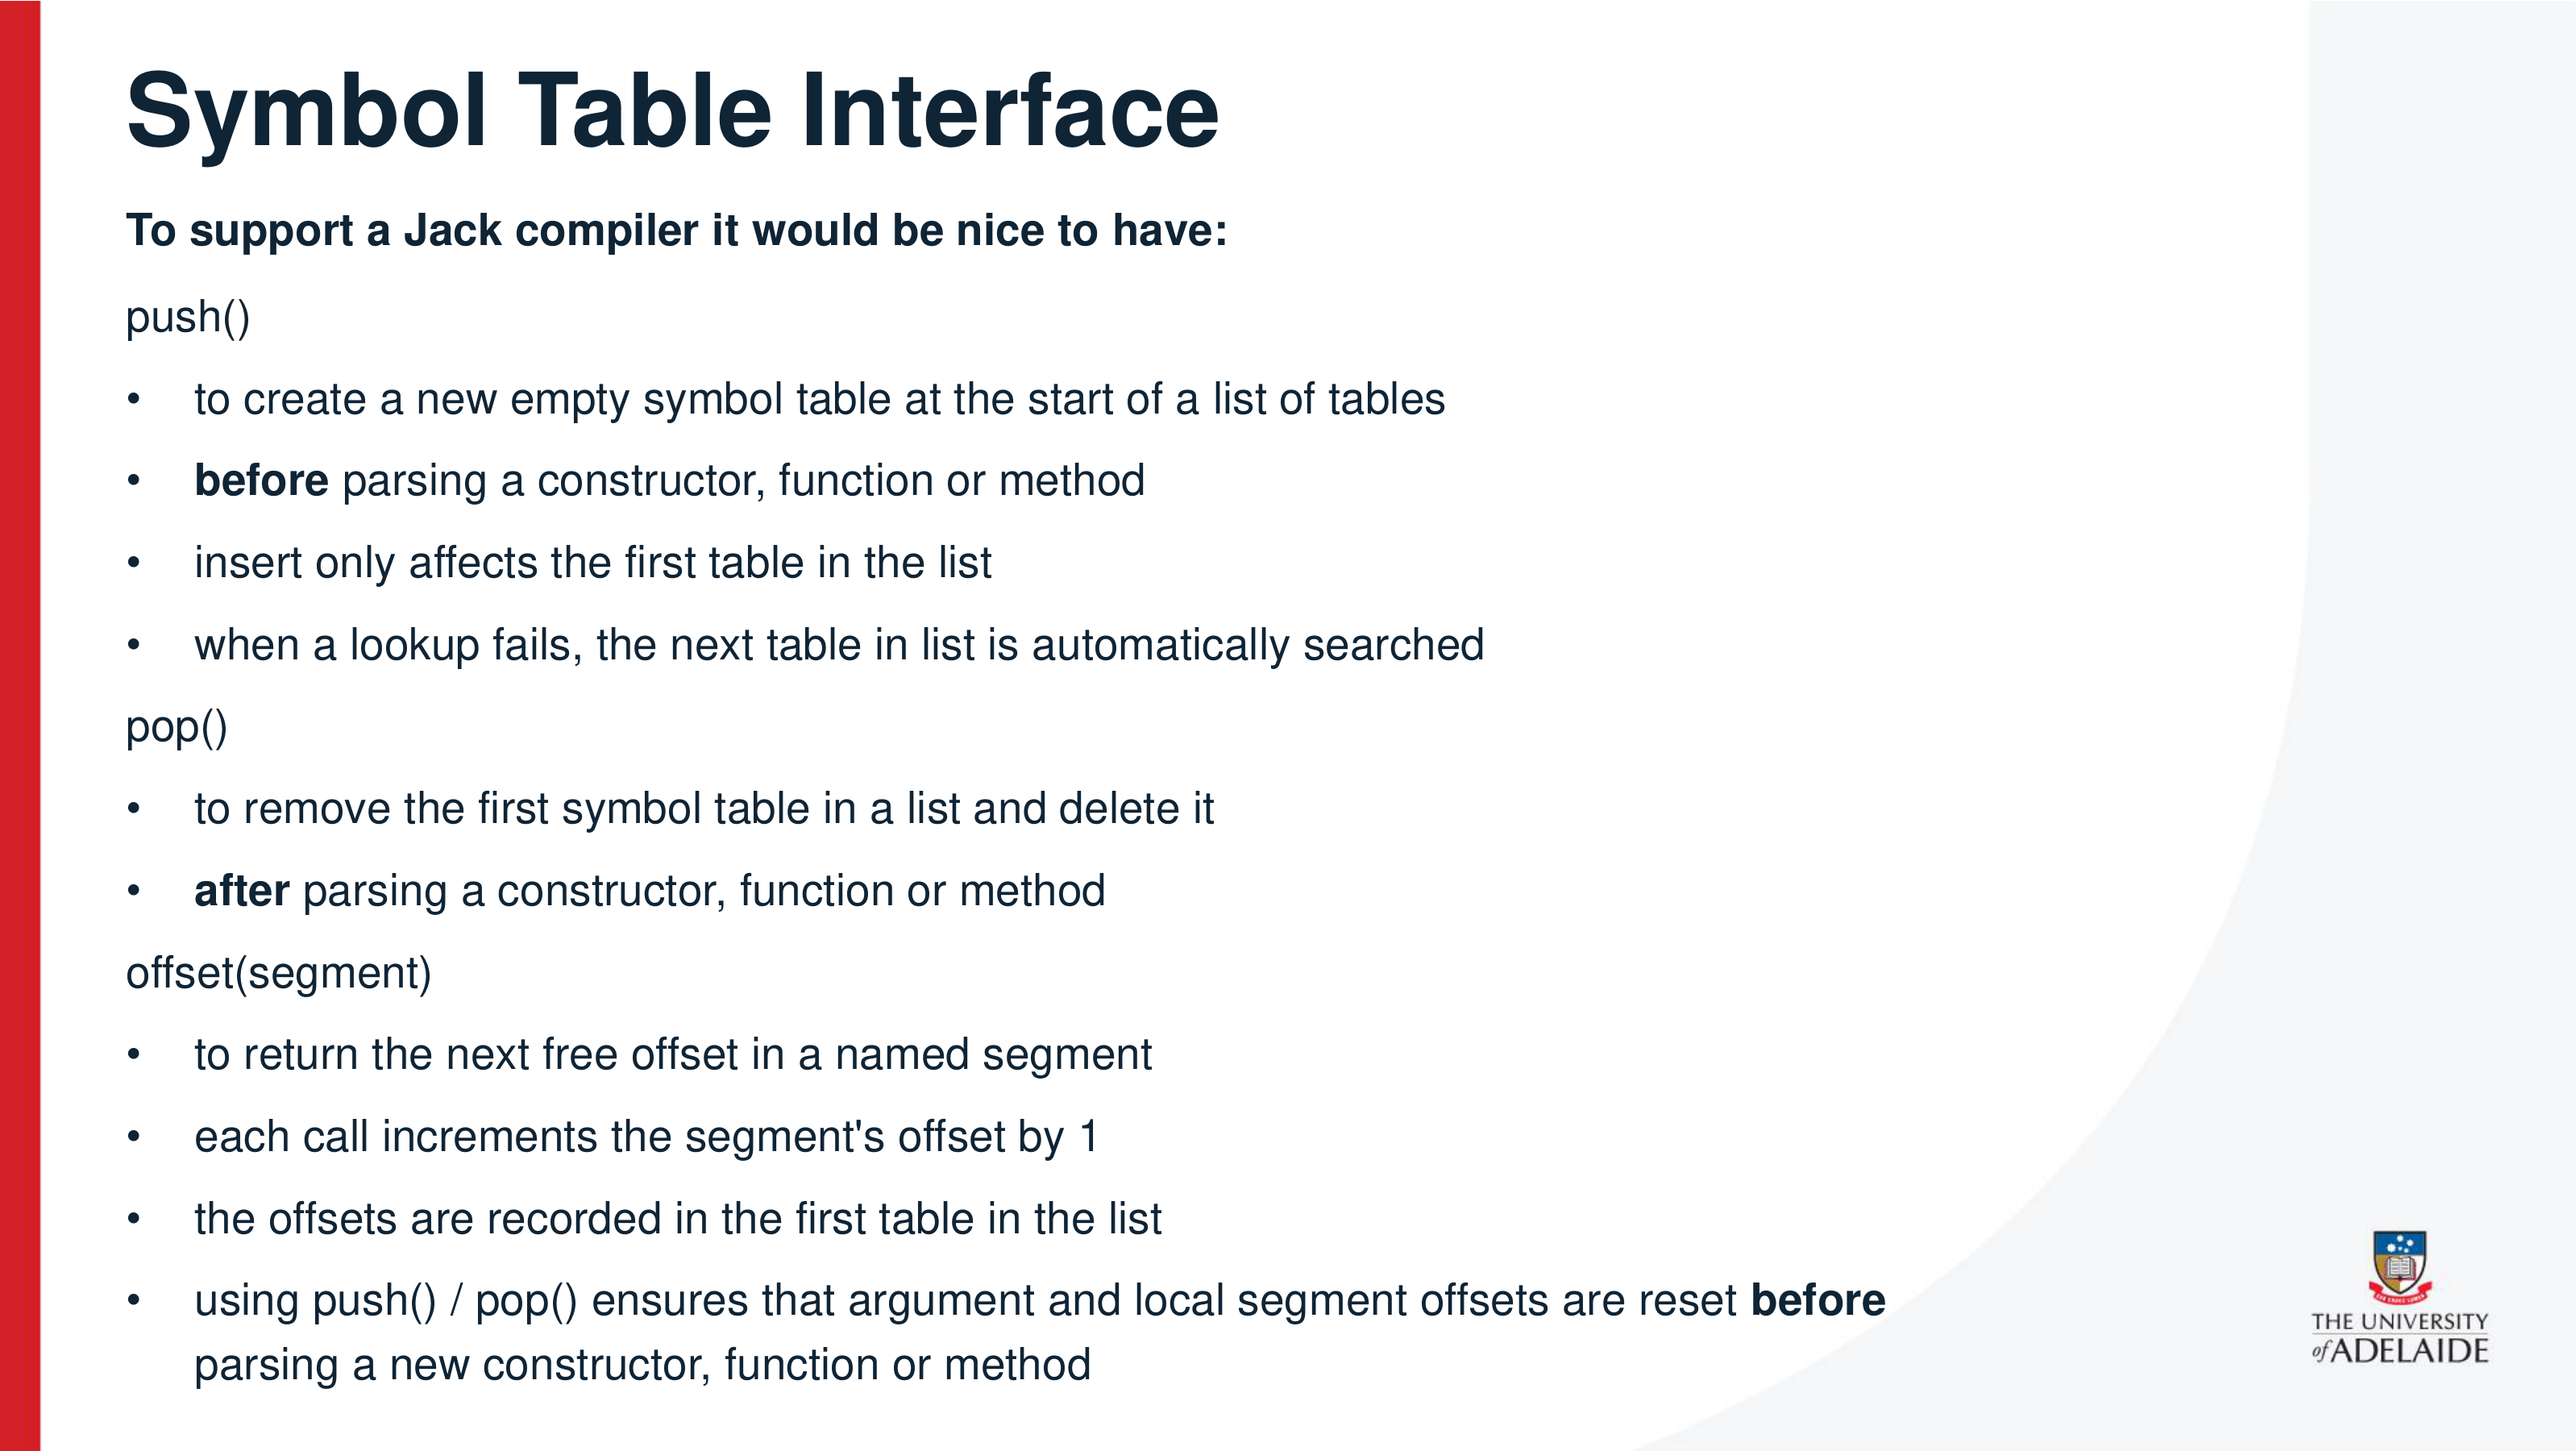 Symbol Table Interface
To support a Jack compiler it would be nice to have:
push()
• to create a new empty symbol table at the start of a list of tables
• before parsing a constructor, function or method
• insert only affects the first table in the list
• when a lookup fails, the next table in list is automatically searched
pop()
• to remove the first symbol table in a list and delete it
• after parsing a constructor, function or method
offset(segment)
• to return the next free offset in a named segment
• each call increments the segment's offset by 1
• the offsets are recorded in the first table in the list
• using push() / pop() ensures that argument and local segment offsets are reset before
parsing a new constructor, function or method
THE UNIVERSITY
of ADELAIDE